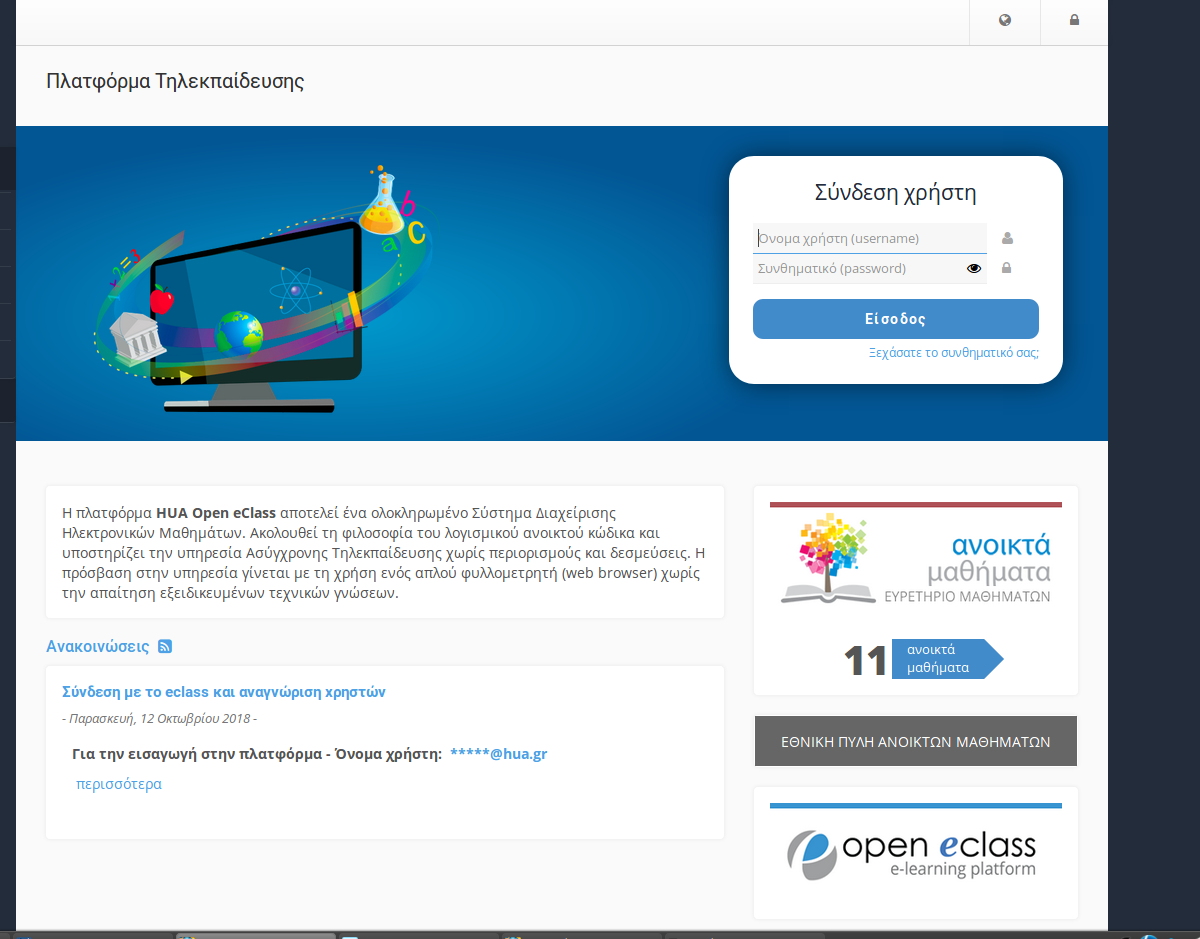 Πλατφόρμα Τηλεκπαίδευσης
b
a
c
√2=3
Σύνδεση χρήστη
Όνομα χρήστη (username)
Συνθηματικό (password)
Είσοδος
Ξεχάσατε το συνθηματικό σας;
Η πλατφόρμα HUA Open eClass αποτελεί ένα ολοκληρωμένο Σύστημα Διαχείρισης
Ηλεκτρονικών Μαθημάτων. Ακολουθεί τη φιλοσοφία του λογισμικού ανοικτού κώδικα και
υποστηρίζει την υπηρεσία Ασύγχρονης Τηλεκπαίδευσης χωρίς περιορισμούς και δεσμεύσεις. Η
πρόσβαση στην υπηρεσία γίνεται με τη χρήση ενός απλού φυλλομετρητή (web browser) χωρίς
την απαίτηση εξειδικευμένων τεχνικών γνώσεων.
Ανακοινώσεις
Σύνδεση με το eclass και αναγνώριση χρηστών
- Παρασκευή, 12 Οκτωβρίου 2018 -
Για την εισαγωγή στην πλατφόρμα - Όνομα χρήστη: *****@hua.gr
περισσότερα
ανοικτά
μαθήματα
ΕΥΡΕΤΗΡΙΟ ΜΑΘΗΜΑΤΩΝ
11 ανοικτά
μαθήματα
ΕΘΝΙΚΗ ΠΥΛΗ ΑΝΟΙΚΤΩΝ ΜΑΘΗΜΑΤΩΝ
open eclass
e-learning platform